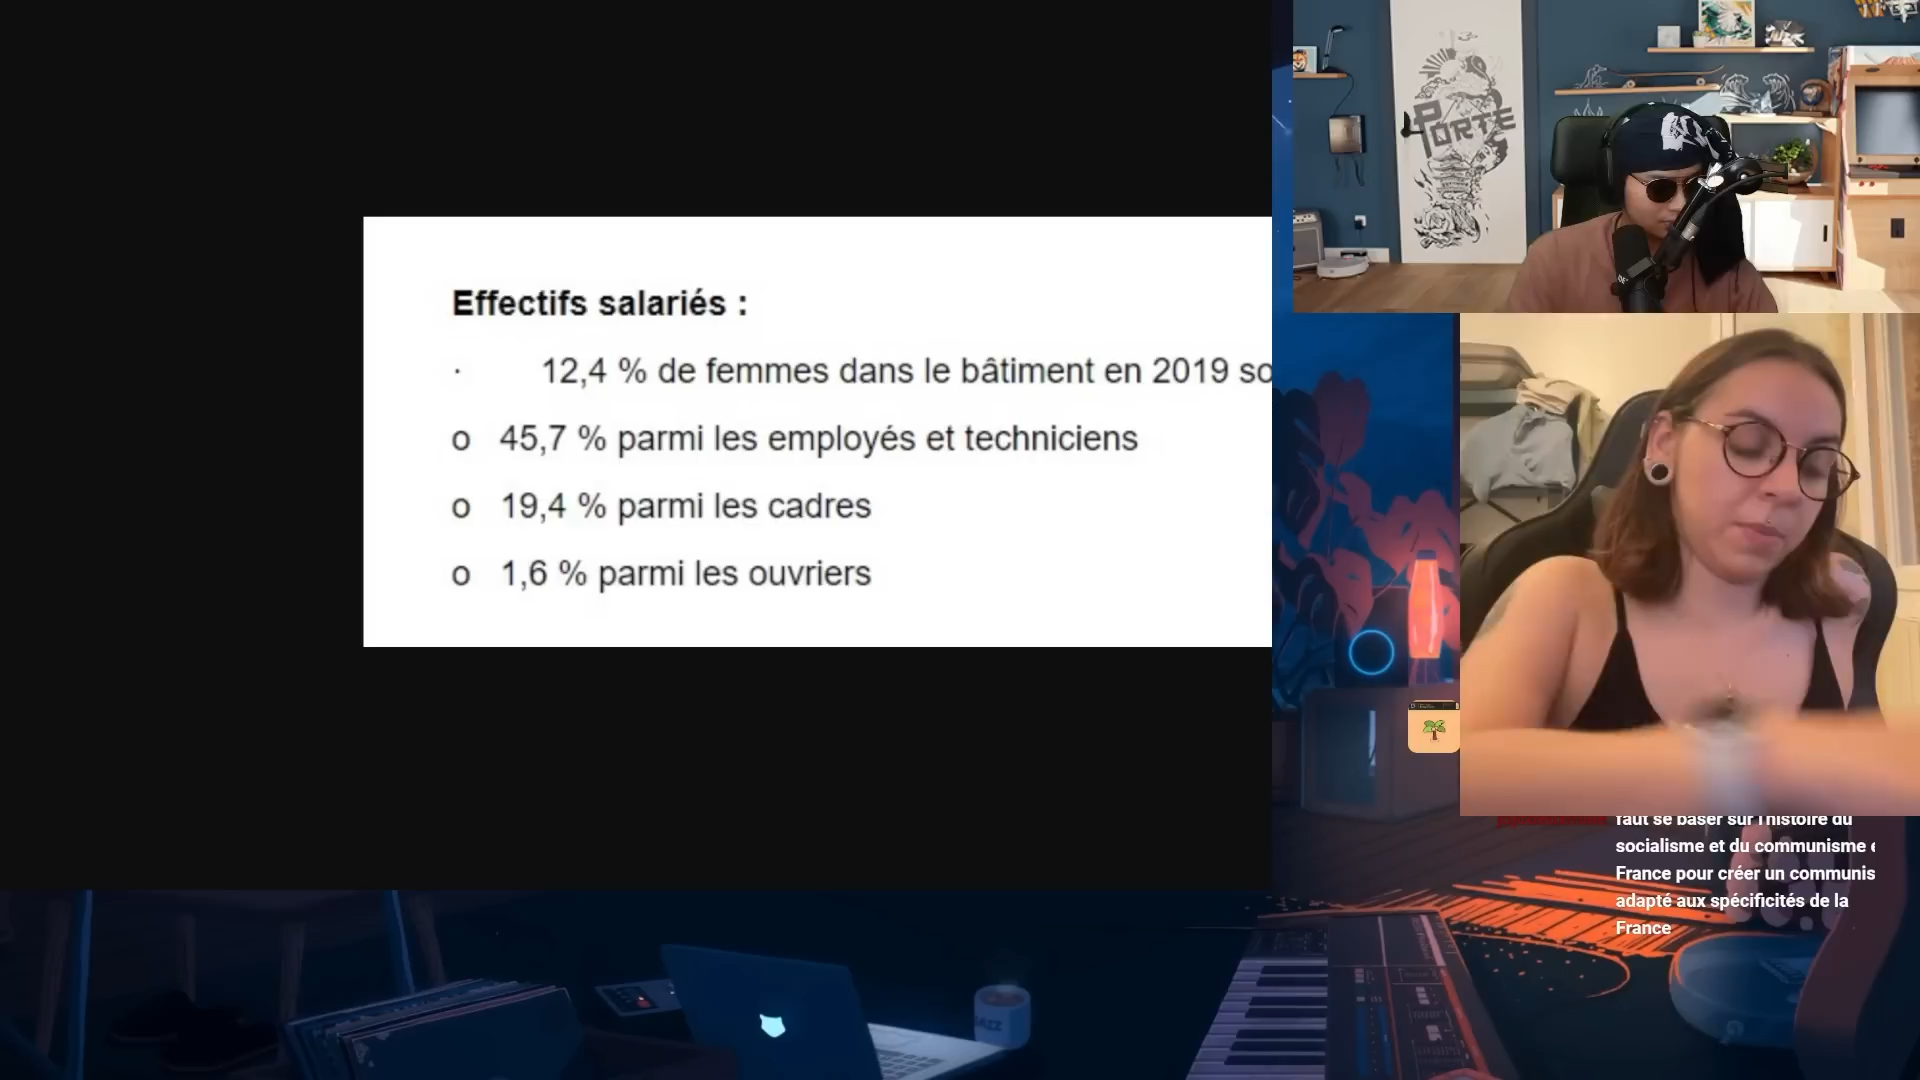 Effectifs salariés :
· 12,4 % de femmes dans le bâtiment en 2019 so
o 45,7 % parmi les employés et techniciens
o 19,4 % parmi les cadres
o 1,6 % parmi les ouvriers
PORTE
faut se baser sur l'histoire du
socialisme et du communisme e
France pour créer un communis
adapté aux spécificités de la
France
JAZZ